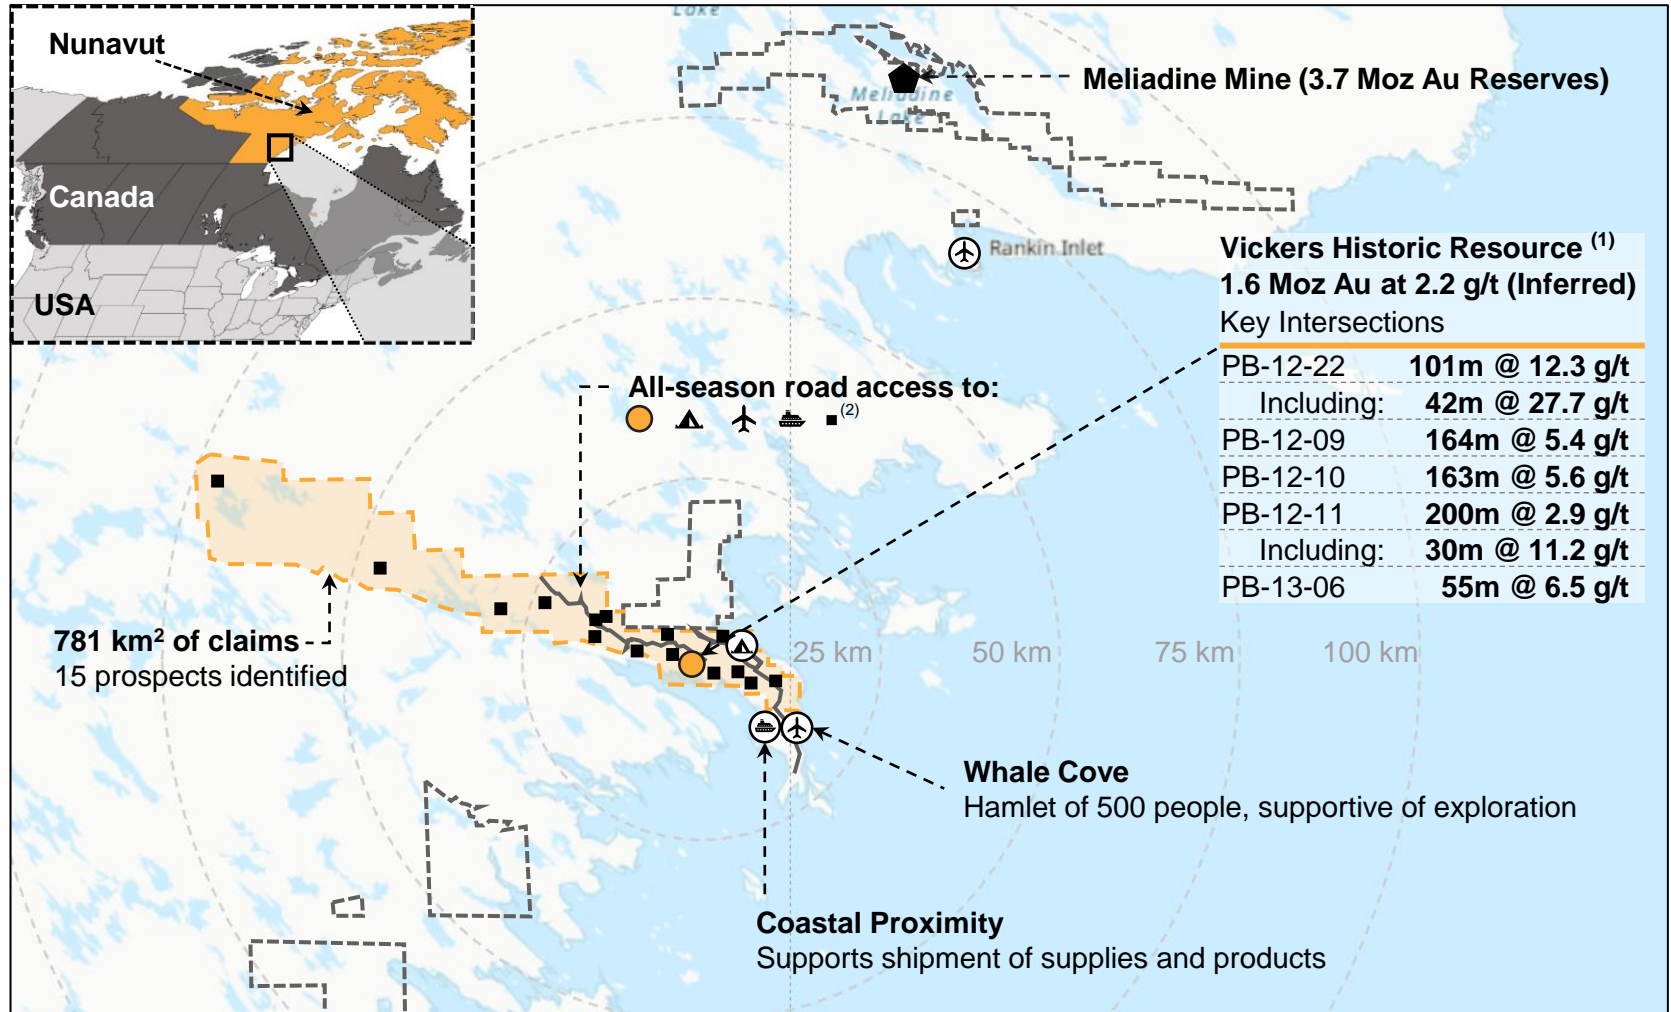 Nunavut
Canada
USA
Lake
Meliadine Mine (3.7 Moz Au Reserves)
Meliadine
Lake
Rankin Inlet
Vickers Historic Resource (1)
1.6 Moz Au at 2.2 g/t (Inferred)
Key Intersections
PB-12-22 101m @ 12.3 g/t
Including: 42m @ 27.7 g/t
PB-12-09 164m @ 5.4 g/t
PB-12-10 163m @ 5.6 g/t
PB-12-11 200m @ 2.9 g/t
Including: 30m @ 11.2 g/t
PB-13-06 55m @ 6.5 g/t
All-season road access to:
(2)
781 km² of claims
15 prospects identified
25 km 50 km 75 km 100 km
Whale Cove
Hamlet of 500 people, supportive of exploration
Coastal Proximity
Supports shipment of supplies and products